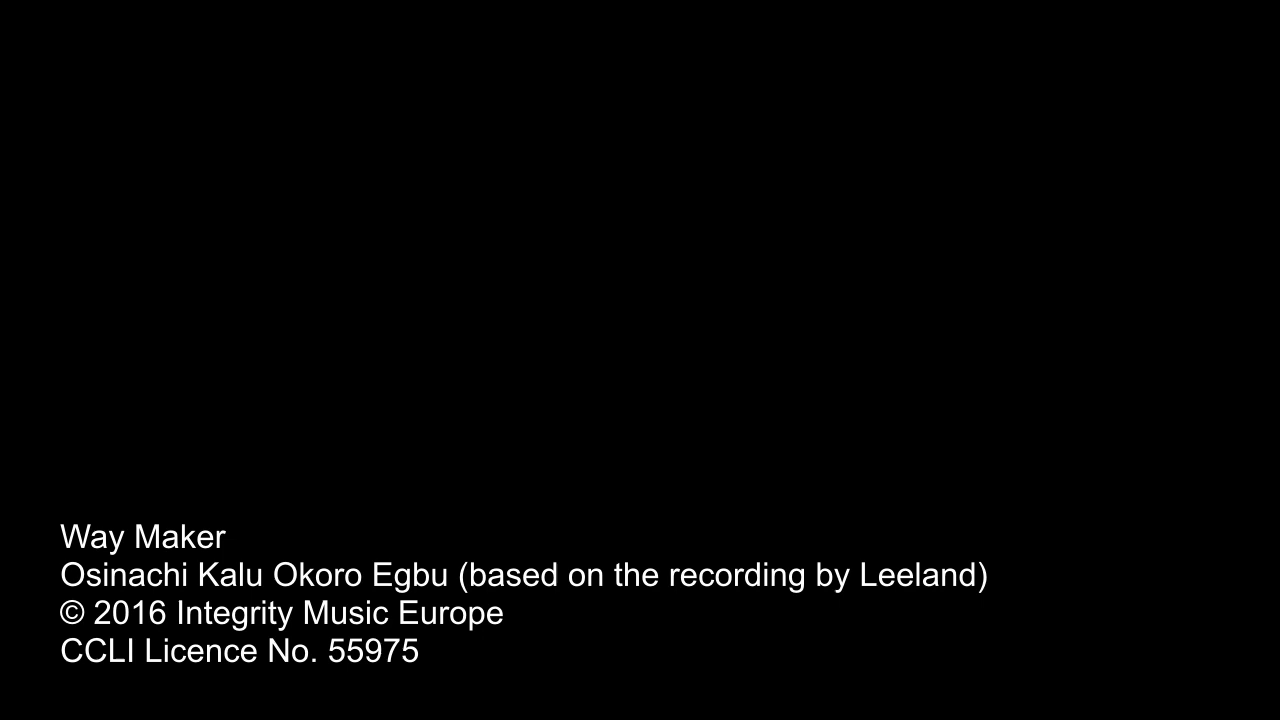 Way Maker
Osinachi Kalu Okoro Egbu (based on the recording by Leeland)
© 2016 Integrity Music Europe
CCLI Licence No. 55975